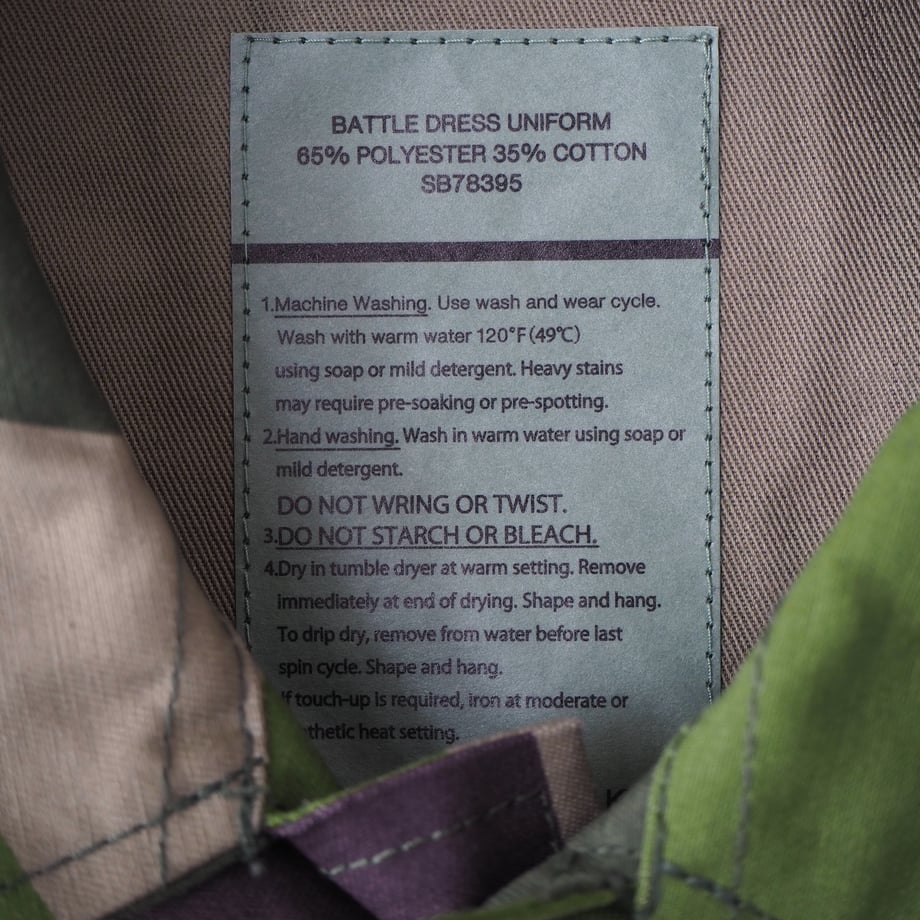 BATTLE DRESS UNIFORM
65% POLYESTER 35% COTTON
SB78395
1.Machine Washing. Use wash and wear cycle.
Wash with warm water 120°F(49℃)
using soap or mild detergent. Heavy stains
may require pre-soaking or pre-spotting.
2.Hand washing. Wash in warm water using soap or
mild detergent.
DO NOT WRING OR TWIST.
3.DO NOT STARCH OR BLEACH.
4.Dry in tumble dryer at warm setting. Remove
immediately at end of drying. Shape and hang.
To drip dry, remove from water before last
spin cycle. Shape and hang.
If touch-up is required, iron at moderate or
heat setting.